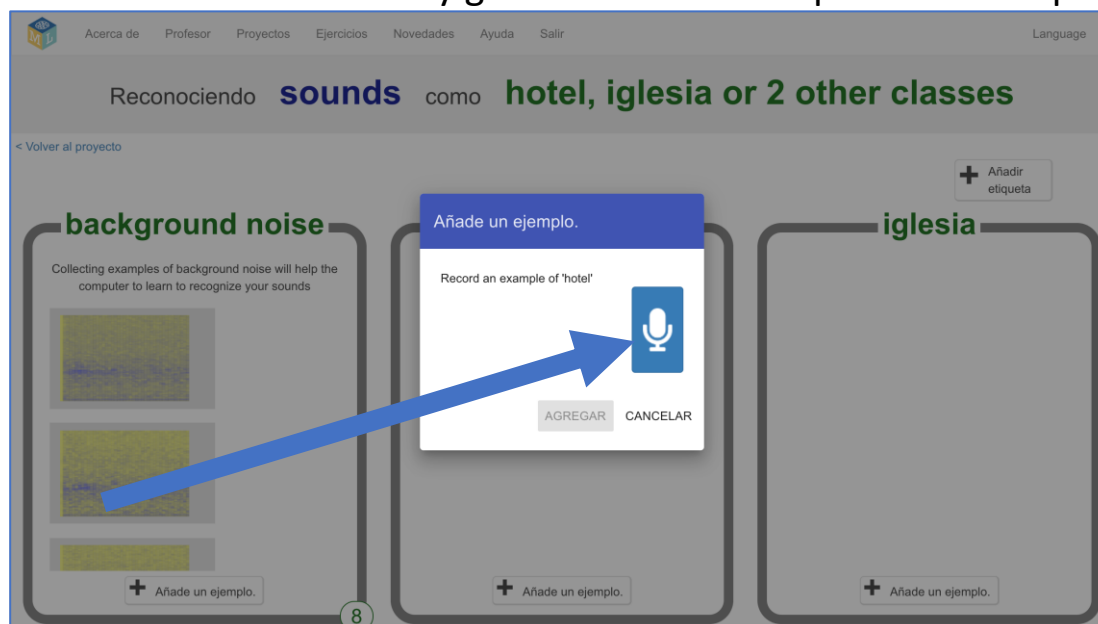 Acerca de Profesor Proyectos Ejercicios Novedades Ayuda Salir Language
Reconociendo sounds como hotel, iglesia or 2 other classes
< Volver al proyecto
Añadir
etiqueta
background noise
Collecting examples of background noise will help the
computer to learn to recognize your sounds
Añade un ejemplo.
8
Añade un ejemplo.
Record an example of 'hotel'
AGREGAR CANCELAR
Añade un ejemplo.
iglesia
Añade un ejemplo.